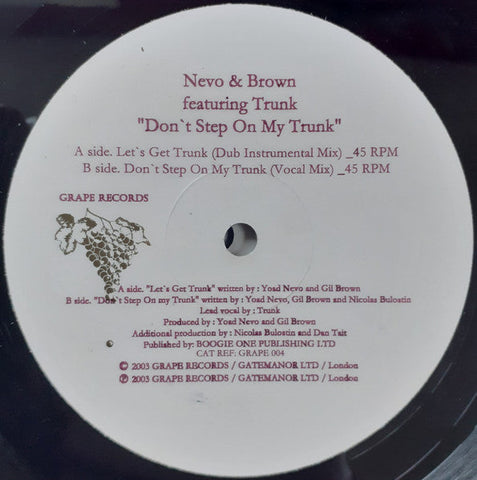 Nevo & Brown
featuring Trunk
"Don`t Step On My Trunk"
A side. Let`s Get Trunk (Dub Instrumental Mix) _45 RPM
B side. Don`t Step On My Trunk (Vocal Mix) _45 RPM
GRAPE RECORDS
A side. "Let`s Get Trunk" written by : Yoad Nevo and Gil Brown
B side. "Don`t Step On my Trunk" written by : Yoad Nevo, Gil Brown and Nicolas Bulostin
Lead vocal by : Trunk
Produced by : Yoad Nevo and Gil Brown
Additional production by : Nicolas Bulostin and Dan Tait
Published by: BOOGIE ONE PUBLISHING LTD
CAT REF: GRAPE 004
© 2003 GRAPE RECORDS / GATEMANOR LTD / London
℗ 2003 GRAPE RECORDS / GATEMANOR LTD / London